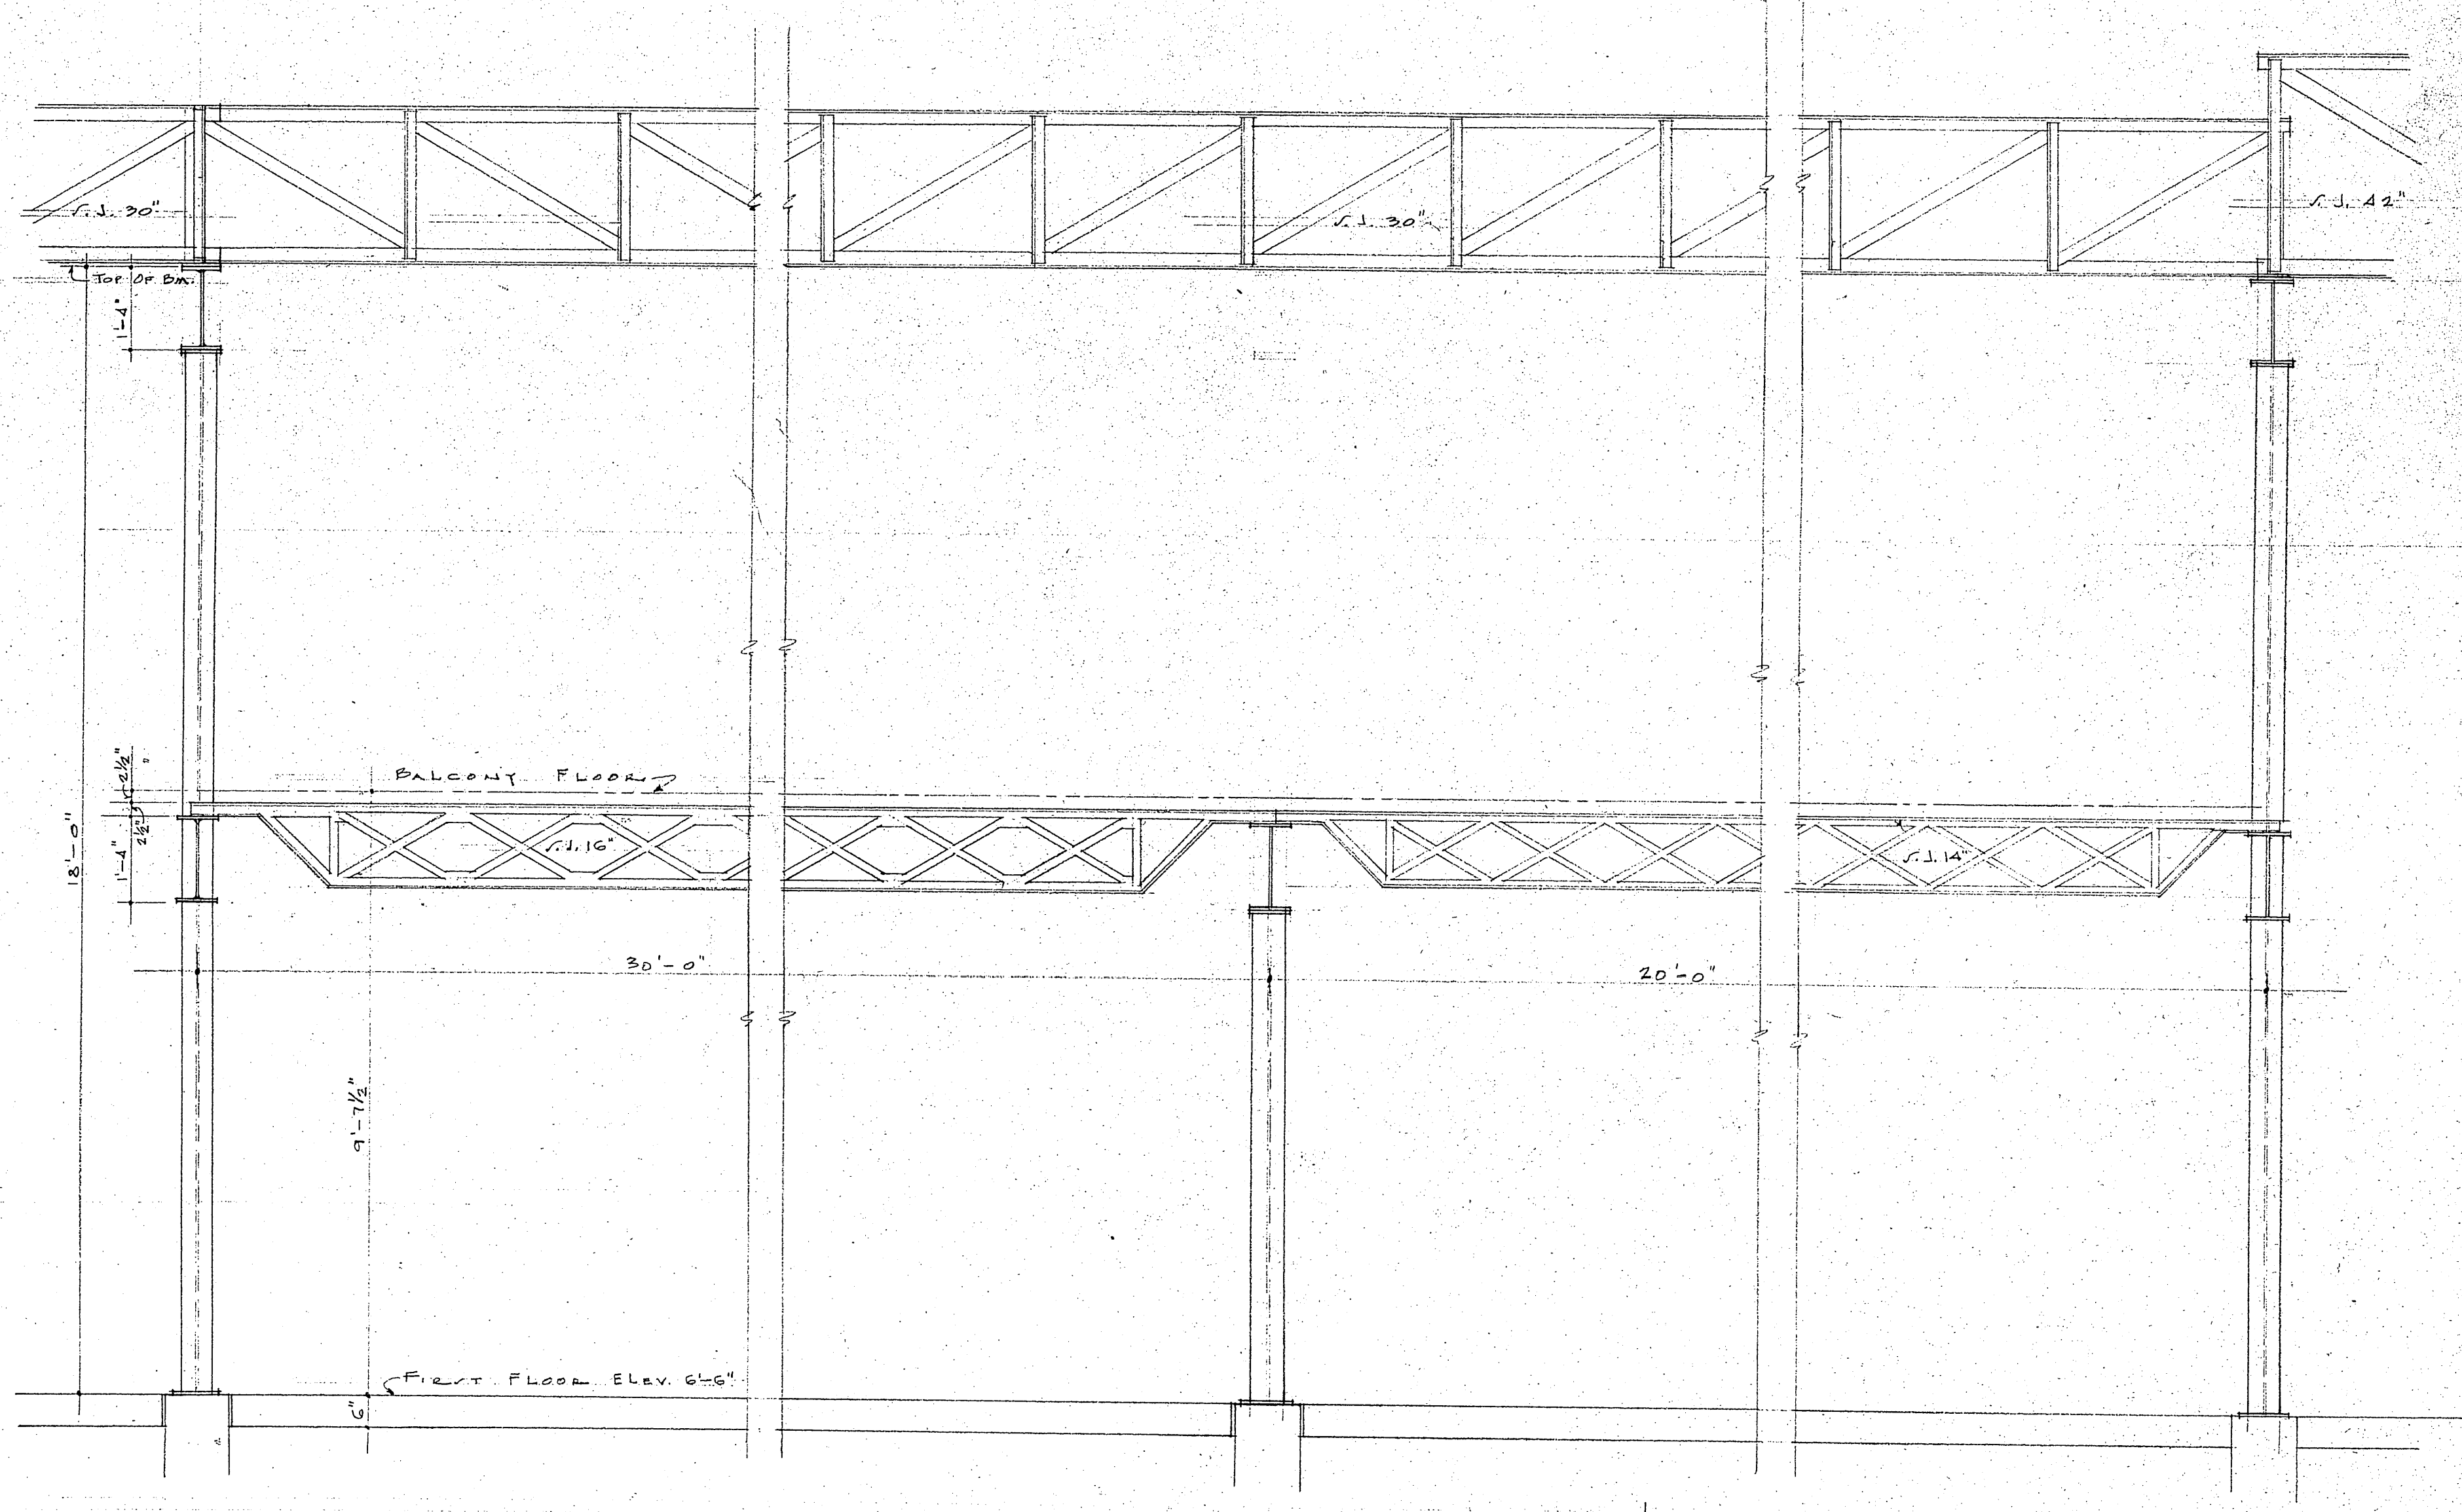 S.J. 30"
S.J. 30"
S.J. 42"
TOP OF BM.
1'-4"
BALCONY FLOOR
2½"
2½"
1'-4"
18'-0"
S.J. 16"
S.J. 14"
30'-0"
20'-0"
9'-7½"
FIRST FLOOR ELEV. 6'-6"
6"